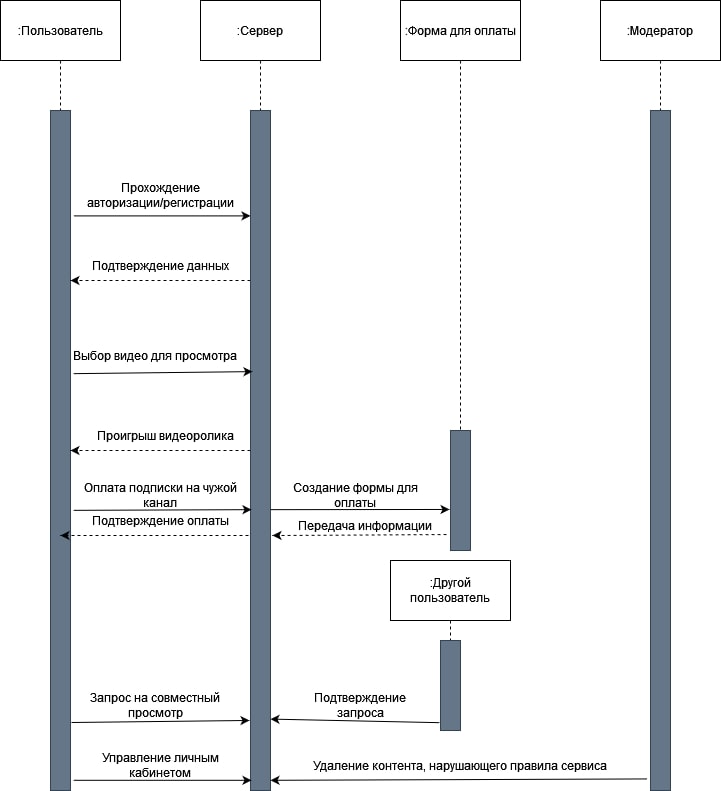 :Пользователь
:Сервер
:Форма для оплаты
:Модератор
Прохождение
авторизации/регистрации
Подтверждение данных
Выбор видео для просмотра
Проигрыш видеоролика
Оплата подписки на чужой
канал
Создание формы для
оплаты
Подтверждение оплаты
Передача информации
:Другой
пользователь
Запрос на совместный
просмотр
Подтверждение
запроса
Управление личным
кабинетом
Удаление контента, нарушающего правила сервиса